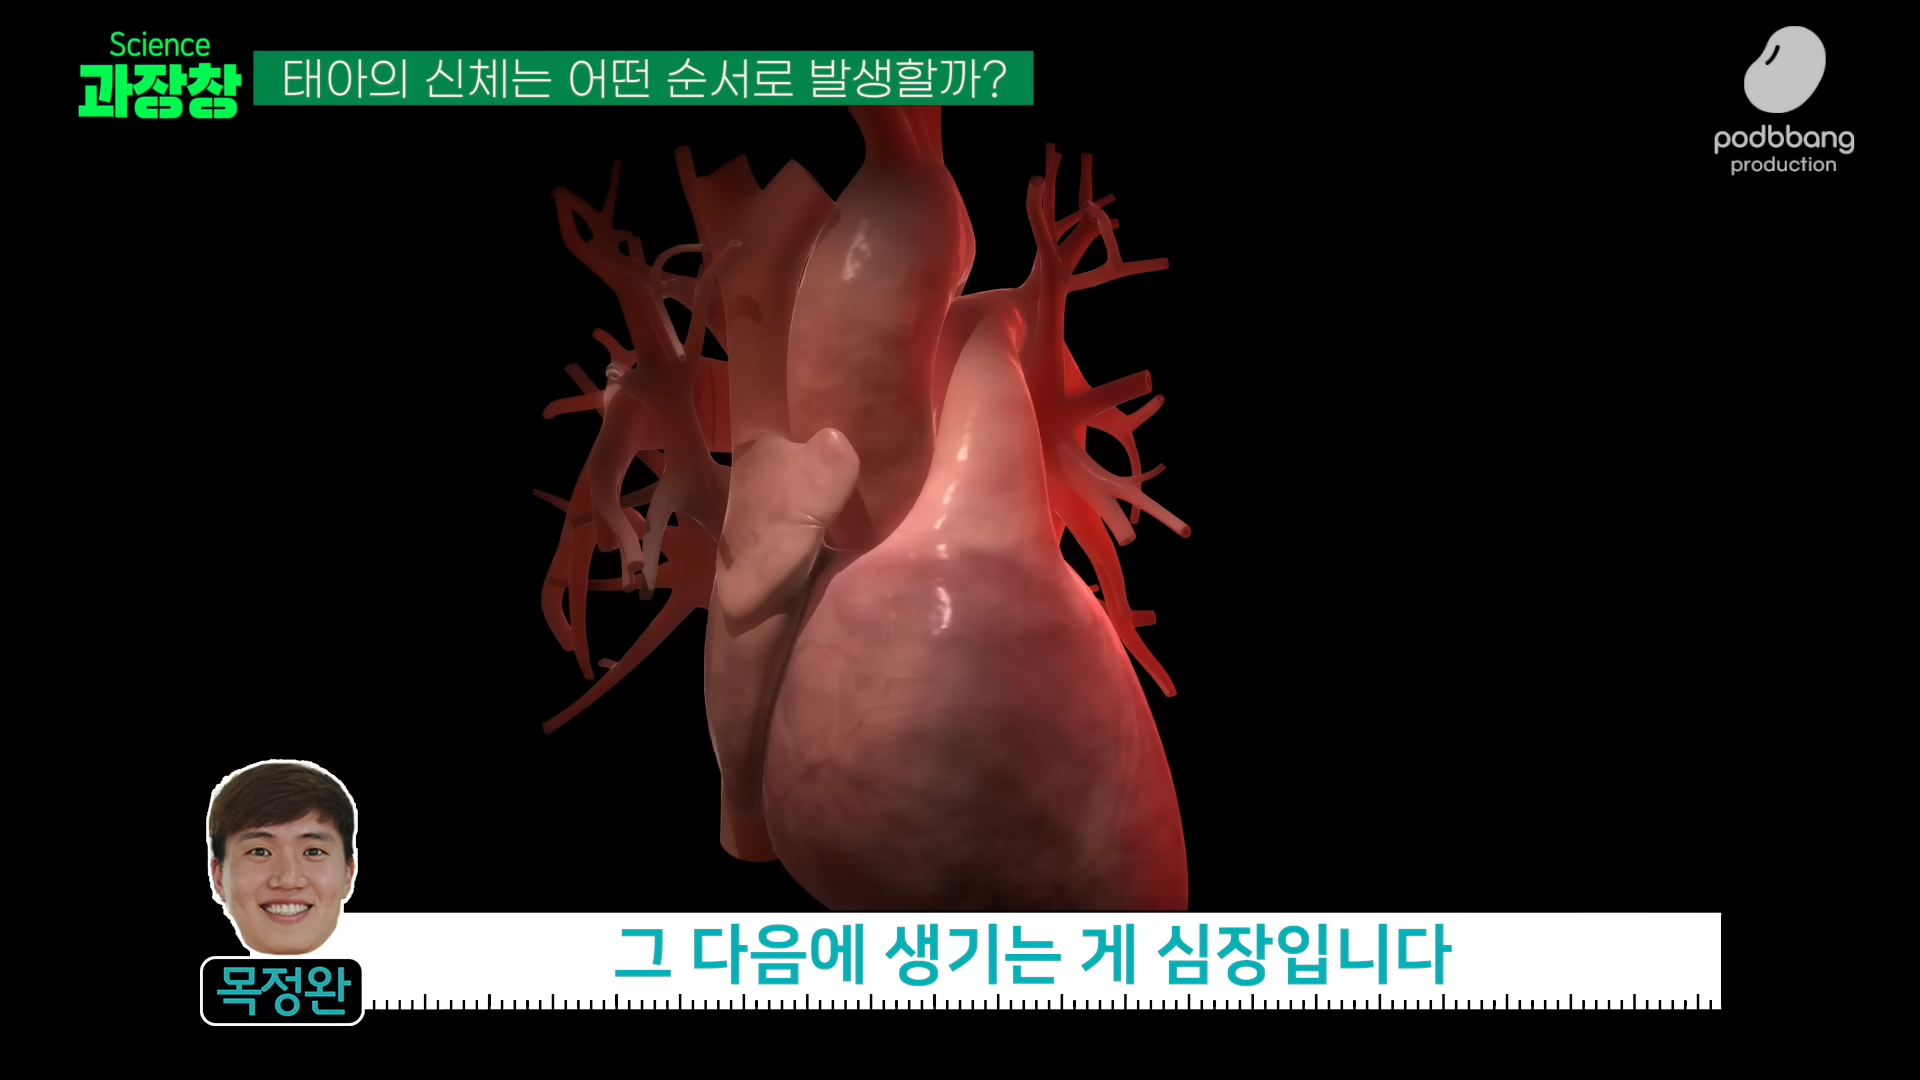 Science
과장창
태아의 신체는 어떤 순서로 발생할까?
podbbang
production
그 다음에 생기는 게 심장입니다
목정완